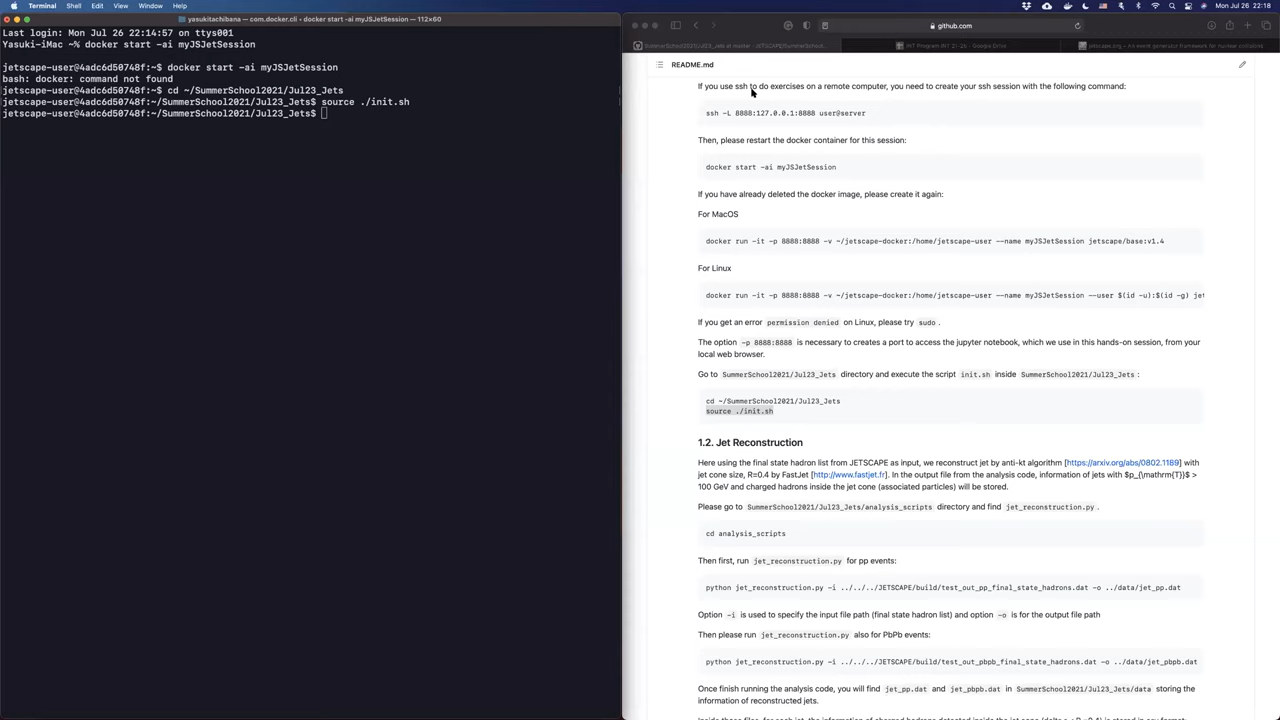 Terminal Shell Edit View Window Help
Mon Jul 26 22:18
yasukitachibana — com.docker.cli ‹ docker start -ai myJSJetSession — 112×60
Last login: Mon Jul 26 22:14:57 on ttys001
Yasuki-iMac ~% docker start -ai myJSJetSession
jetscape-user@4adc6d50748f:~$ docker start -ai myJSJetSession
bash: docker: command not found
jetscape-user@4adc6d50748f:~$ cd ~/SummerSchool2021/Jul23_Jets
jetscape-user@4adc6d50748f:~/SummerSchool2021/Jul23_Jets$ source ./init.sh
jetscape-user@4adc6d50748f:~/SummerSchool2021/Jul23_Jets$
github.com
README.md
If you use ssh to do exercises on a remote computer, you need to create your ssh session with the following command:
ssh -L 8888:127.0.0.1:8888 user@server
Then, please restart the docker container for this session:
docker start -ai myJSJetSession
If you have already deleted the docker image, please create it again:
For MacOS
docker run -it -p 8888:8888 -v ~/jetscape-docker:/home/jetscape-user --name myJSJetSession jetscape/base:v1.4
For Linux
docker run -it -p 8888:8888 -v ~/jetscape-docker:/home/jetscape-user --name myJSJetSession --user $(id -u):$(id -g) jet
If you get an error permission denied on Linux, please try sudo .
The option -p 8888:8888 is necessary to creates a port to access the jupyter notebook, which we use in this hands-on session, from your
local web browser.
Go to SummerSchool2021/Jul23_Jets directory and execute the script init.sh inside SummerSchool2021/Jul23_Jets :
cd ~/SummerSchool2021/Jul23_Jets
source ./init.sh
1.2. Jet Reconstruction
Here using the final state hadron list from JETSCAPE as input, we reconstruct jet by anti-kt algorithm [https://arxiv.org/abs/0802.1189] with
jet cone size, R=0.4 by FastJet [http://www.fastjet.fr]. In the output file from the analysis code, information of jets with $p_{\mathrm{T}}$ >
100 GeV and charged hadrons inside the jet cone (associated particles) will be stored.
Please go to SummerSchool2021/Jul23_Jets/analysis_scripts directory and find jet_reconstruction.py .
cd analysis_scripts
Then first, run jet_reconstruction.py for pp events:
python jet_reconstruction.py -i ../../../JETSCAPE/build/test_out_pp_final_state_hadrons.dat -o ../data/jet_pp.dat
Option -i is used to specify the input file path (final state hadron list) and option -o is for the output file path
Then please run jet_reconstruction.py also for PbPb events:
python jet_reconstruction.py -i ../../../JETSCAPE/build/test_out_pbpb_final_state_hadrons.dat -o ../data/jet_pbpb.dat
Once finish running the analysis code, you will find jet_pp.dat and jet_pbpb.dat in SummerSchool2021/Jul23_Jets/data storing the
information of reconstructed jets.